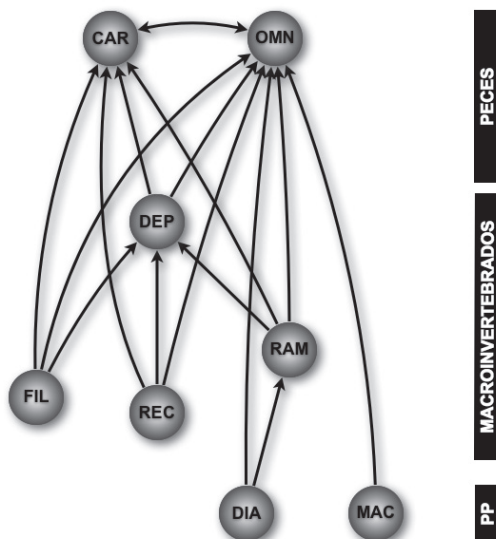 CAR
OMN
PECES
DEP
MACROINVERTEBRADOS
RAM
FIL
REC
DIA
MAC
PP